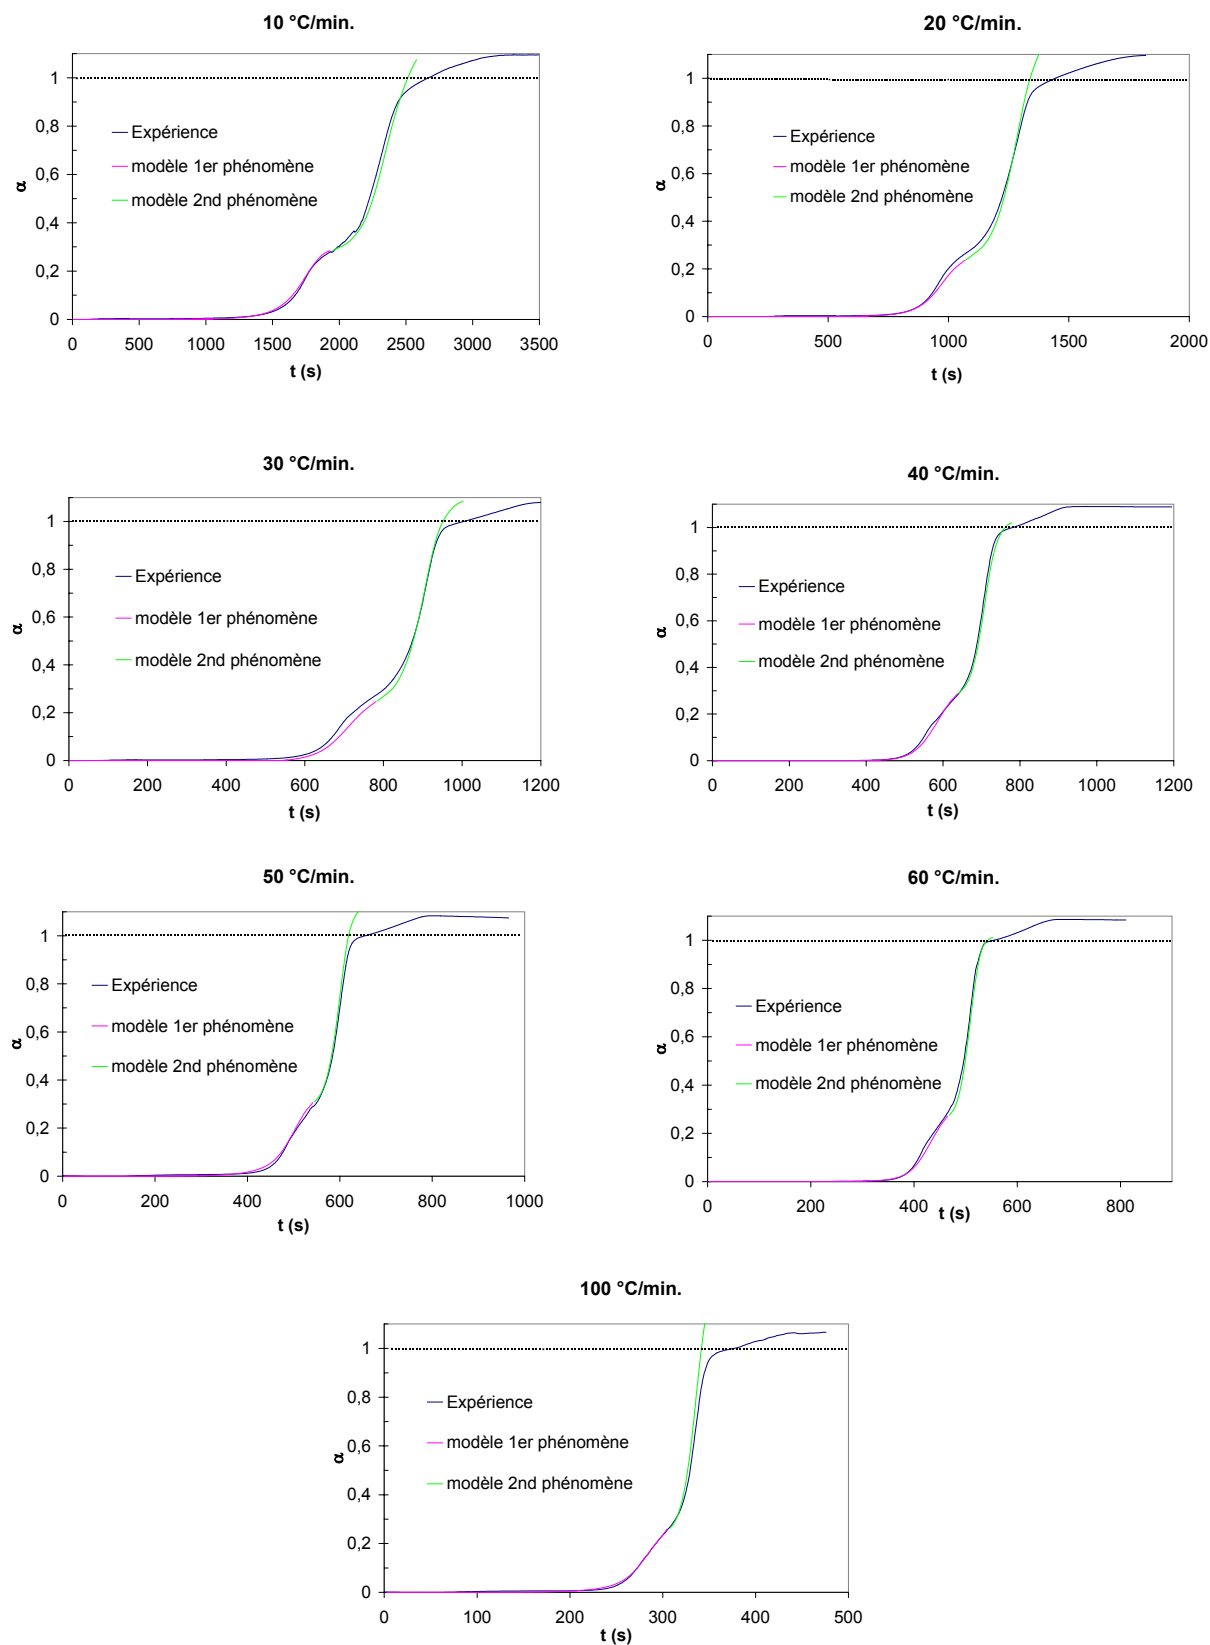 10 °C/min.
1
0,8
0,6
0,4
0,2
0
α
Expérience
modèle 1er phénomène
modèle 2nd phénomène
0 500 1000 1500 2000 2500 3000 3500
t (s)
20 °C/min.
1
0,8
0,6
0,4
0,2
0
α
Expérience
modèle 1er phénomène
modèle 2nd phénomène
0 500 1000 1500 2000
t (s)
30 °C/min.
1
0,8
0,6
0,4
0,2
0
α
Expérience
modèle 1er phénomène
modèle 2nd phénomène
0 200 400 600 800 1000 1200
t (s)
40 °C/min.
1
0,8
0,6
0,4
0,2
0
α
Expérience
modèle 1er phénomène
modèle 2nd phénomène
0 200 400 600 800 1000 1200
t (s)
50 °C/min.
1
0,8
0,6
0,4
0,2
0
α
Expérience
modèle 1er phénomène
modèle 2nd phénomène
0 200 400 600 800 1000
t (s)
60 °C/min.
1
0,8
0,6
0,4
0,2
0
α
Expérience
modèle 1er phénomène
modèle 2nd phénomène
0 200 400 600 800
t (s)
100 °C/min.
1
0,8
0,6
0,4
0,2
0
α
Expérience
modèle 1er phénomène
modèle 2nd phénomène
0 100 200 300 400 500
t (s)